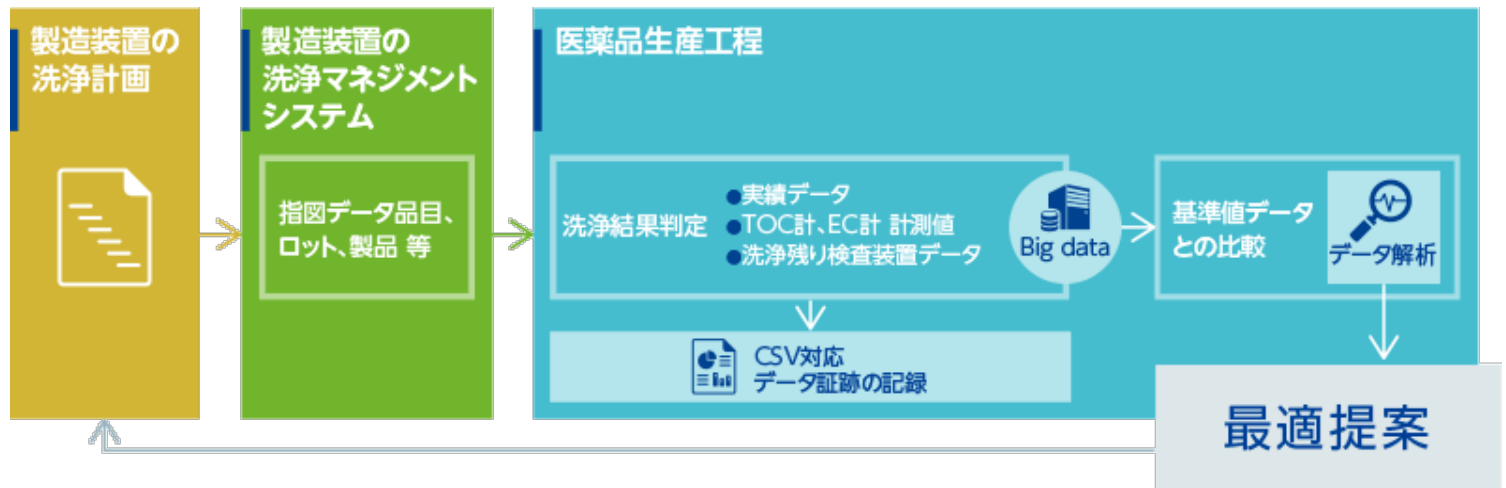 製造装置の
洗浄計画
製造装置の
洗浄マネジメント
システム
指図データ品目、
ロット、製品 等
医薬品生産工程
洗浄結果判定
●実績データ
●TOC計、EC計 計測値
●洗浄残り検査装置データ
Big data
基準値データ
との比較
データ解析
CSV対応
データ証跡の記録
最適提案